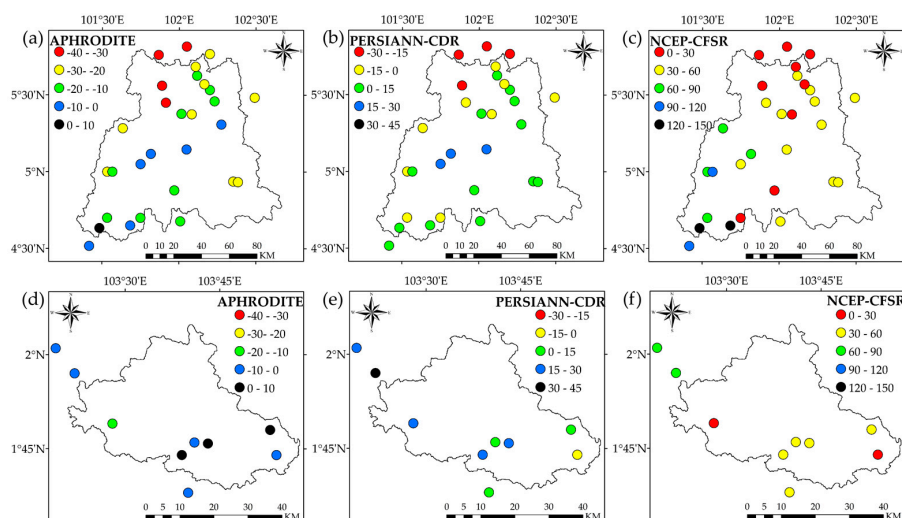 101°30'E 102°E 102°30'E
101°30'E 102°E 102°30'E
101°30'E 102°E 102°30'E
(a) APHRODITE
-40 - -30
-30- -20
-20 - -10
-10 - 0
0 - 10
5°30'N
5°N
4°30'N
0 10 20 40 60 80
KM
(b) PERSIANN-CDR
-30 - -15
-15 - 0
0 - 15
15 - 30
30 - 45
0 10 20 40 60 80
KM
(c) NCEP-CFSR
0 - 30
30 - 60
60 - 90
90 - 120
120 - 150
5°30'N
5°N
4°30'N
0 10 20 40 60 80
KM
103°30'E 103°45'E
103°30'E 103°45'E
103°30'E 103°45'E
(d) APHRODITE
-40 - -30
-30- -20
-20 - -10
-10 - 0
0 - 10
2°N
1°45'N
0 5 10 20 30 40
KM
(e) PERSIANN-CDR
-30 - -15
-15 - 0
0 - 15
15 - 30
30 - 45
2°N
1°45'N
0 5 10 20 30 40
KM
(f) NCEP-CFSR
0 - 30
30 - 60
60 - 90
90 - 120
120 - 150
2°N
1°45'N
0 5 10 20 30 40
KM